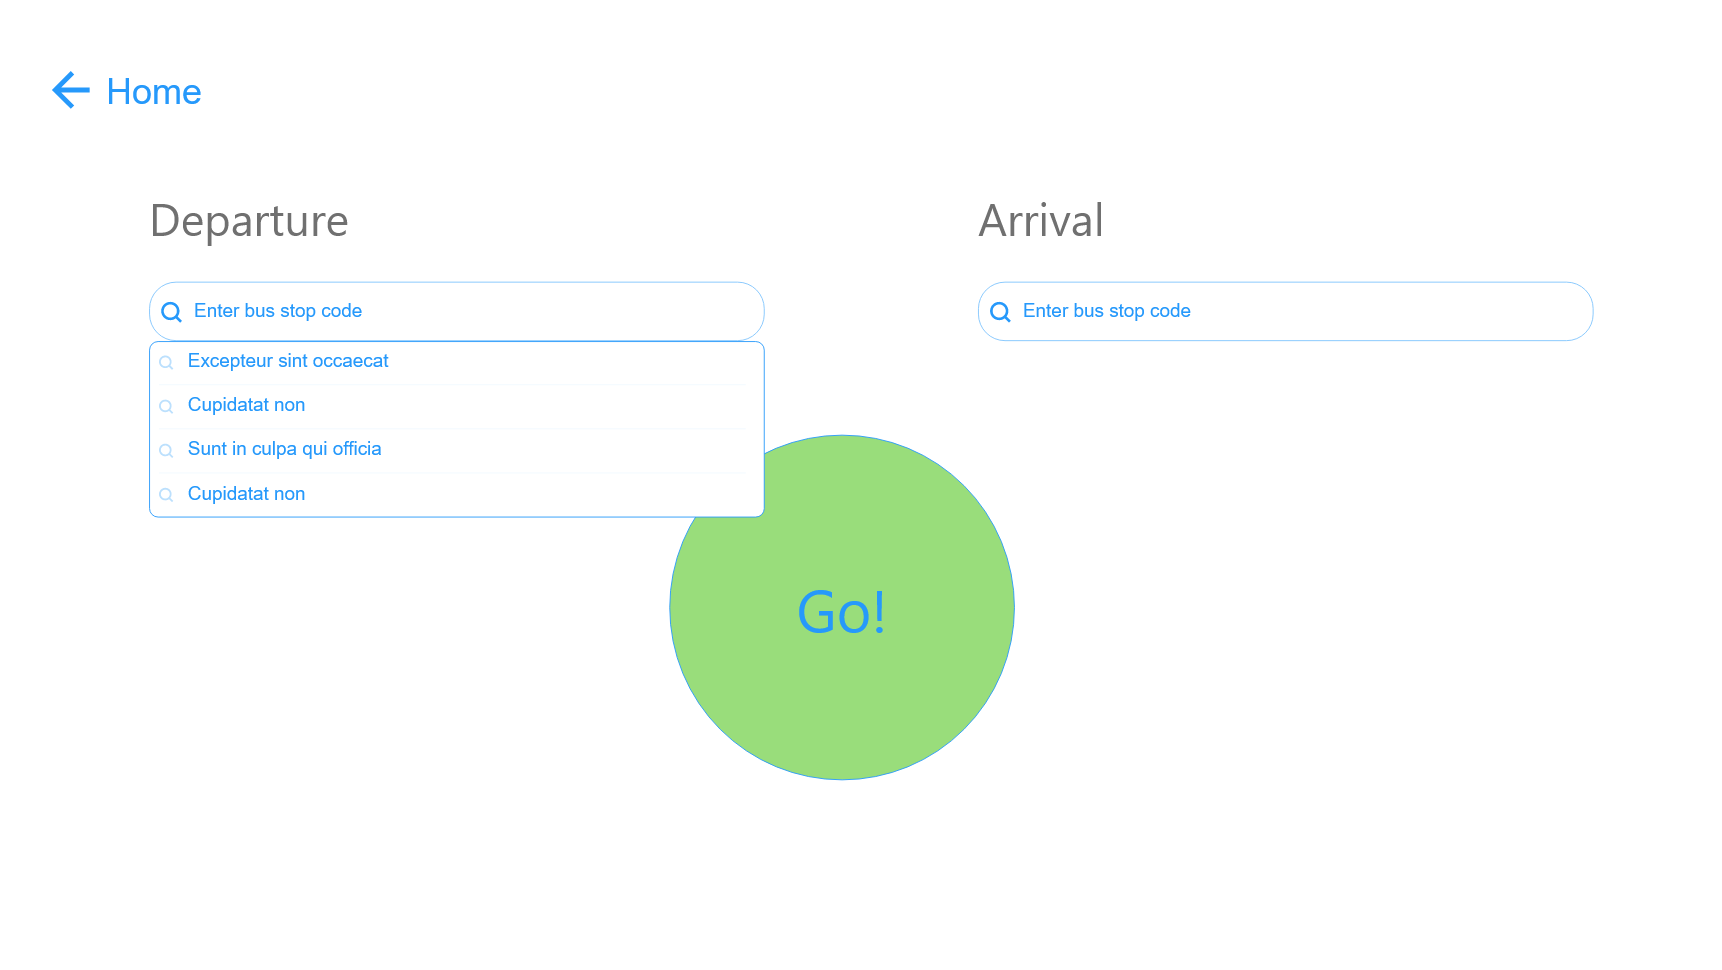 Home
Departure
Enter bus stop code
Excepteur sint occaecat
Cupidatat non
Sunt in culpa qui officia
Cupidatat non
Arrival
Enter bus stop code
Go!